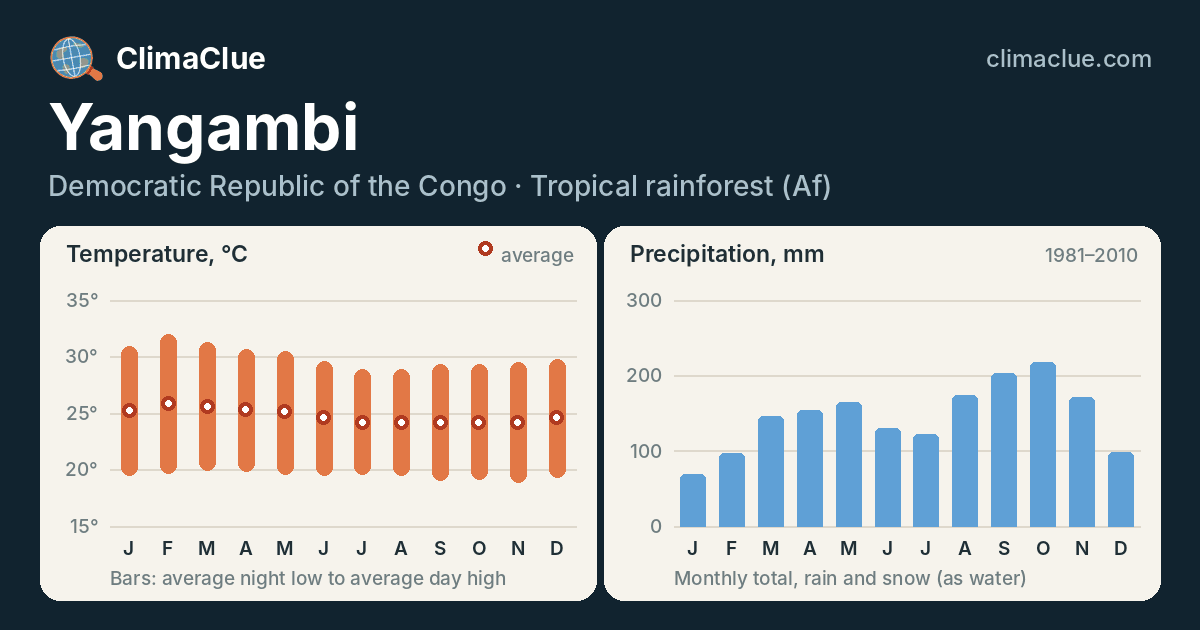 ClimaClue
climaclue.com
Yangambi
Democratic Republic of the Congo · Tropical rainforest (Af)
Temperature, °C
average
35°
30°
25°
20°
15°
J F M A M J J A S O N D
Bars: average night low to average day high
Precipitation, mm
1981–2010
300
200
100
0
J F M A M J J A S O N D
Monthly total, rain and snow (as water)